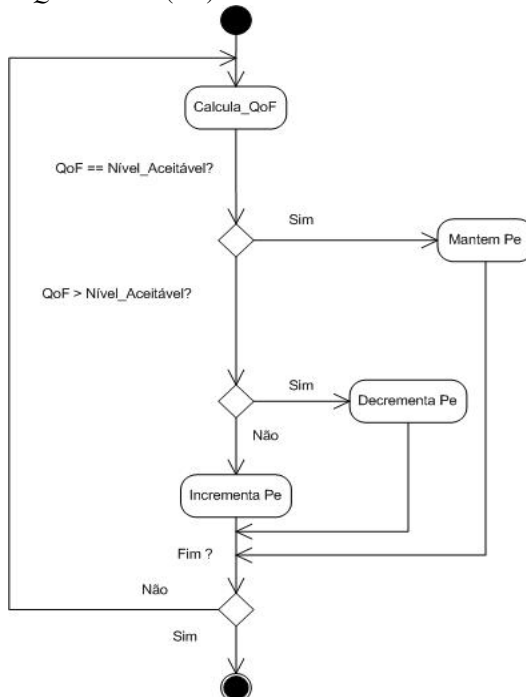 Calcula_QoF
QoF == Nível_Aceitável?
Sim
Mantem Pe
QoF > Nível_Aceitável?
Sim
Decrementa Pe
Não
Incrementa Pe
Fim ?
Não
Sim